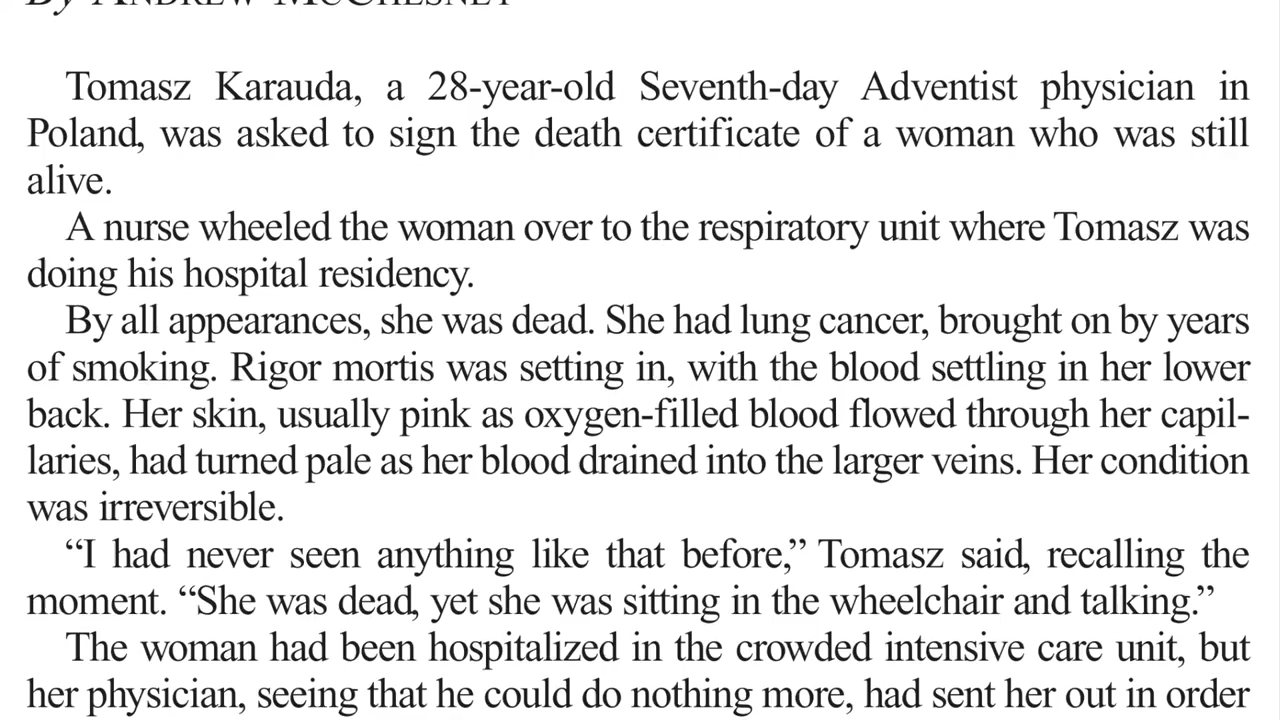 By ANDREW MCCHESNEY
Tomasz Karauda, a 28-year-old Seventh-day Adventist physician in
Poland, was asked to sign the death certificate of a woman who was still
alive.
A nurse wheeled the woman over to the respiratory unit where Tomasz was
doing his hospital residency.
By all appearances, she was dead. She had lung cancer, brought on by years
of smoking. Rigor mortis was setting in, with the blood settling in her lower
back. Her skin, usually pink as oxygen-filled blood flowed through her capil-
laries, had turned pale as her blood drained into the larger veins. Her condition
was irreversible.
“I had never seen anything like that before,” Tomasz said, recalling the
moment. “She was dead, yet she was sitting in the wheelchair and talking.”
The woman had been hospitalized in the crowded intensive care unit, but
her physician, seeing that he could do nothing more, had sent her out in order